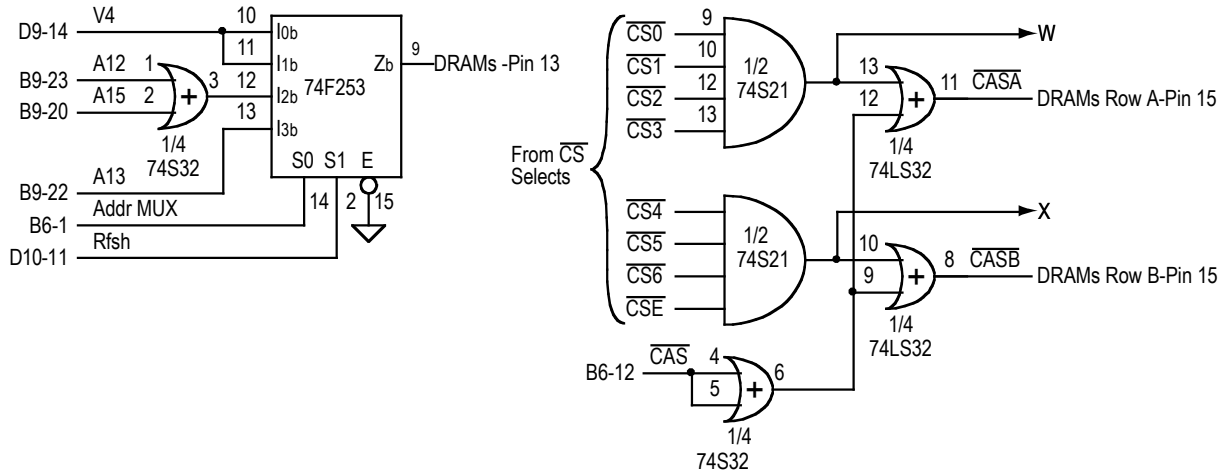 V4
D9-14
10
I0b
11
I1b
A12
B9-23
1
3
12
I2b
A15
B9-20
2
+
13
I3b
1/4
74S32
74F253
Zb
9
DRAMs -Pin 13
S0 S1 E
14
2
15
A13
B9-22
Addr MUX
B6-1
Rfsh
D10-11
From CS
Selects
CS0
9
CS1
10
CS2
12
CS3
13
1/2
74S21
W
13
12
+
11
CASA
DRAMs Row A-Pin 15
1/4
74LS32
CS4
CS5
CS6
CSE
1/2
74S21
X
10
9
+
8
CASB
DRAMs Row B-Pin 15
1/4
74LS32
B6-12
CAS
4
5
+
6
1/4
74S32